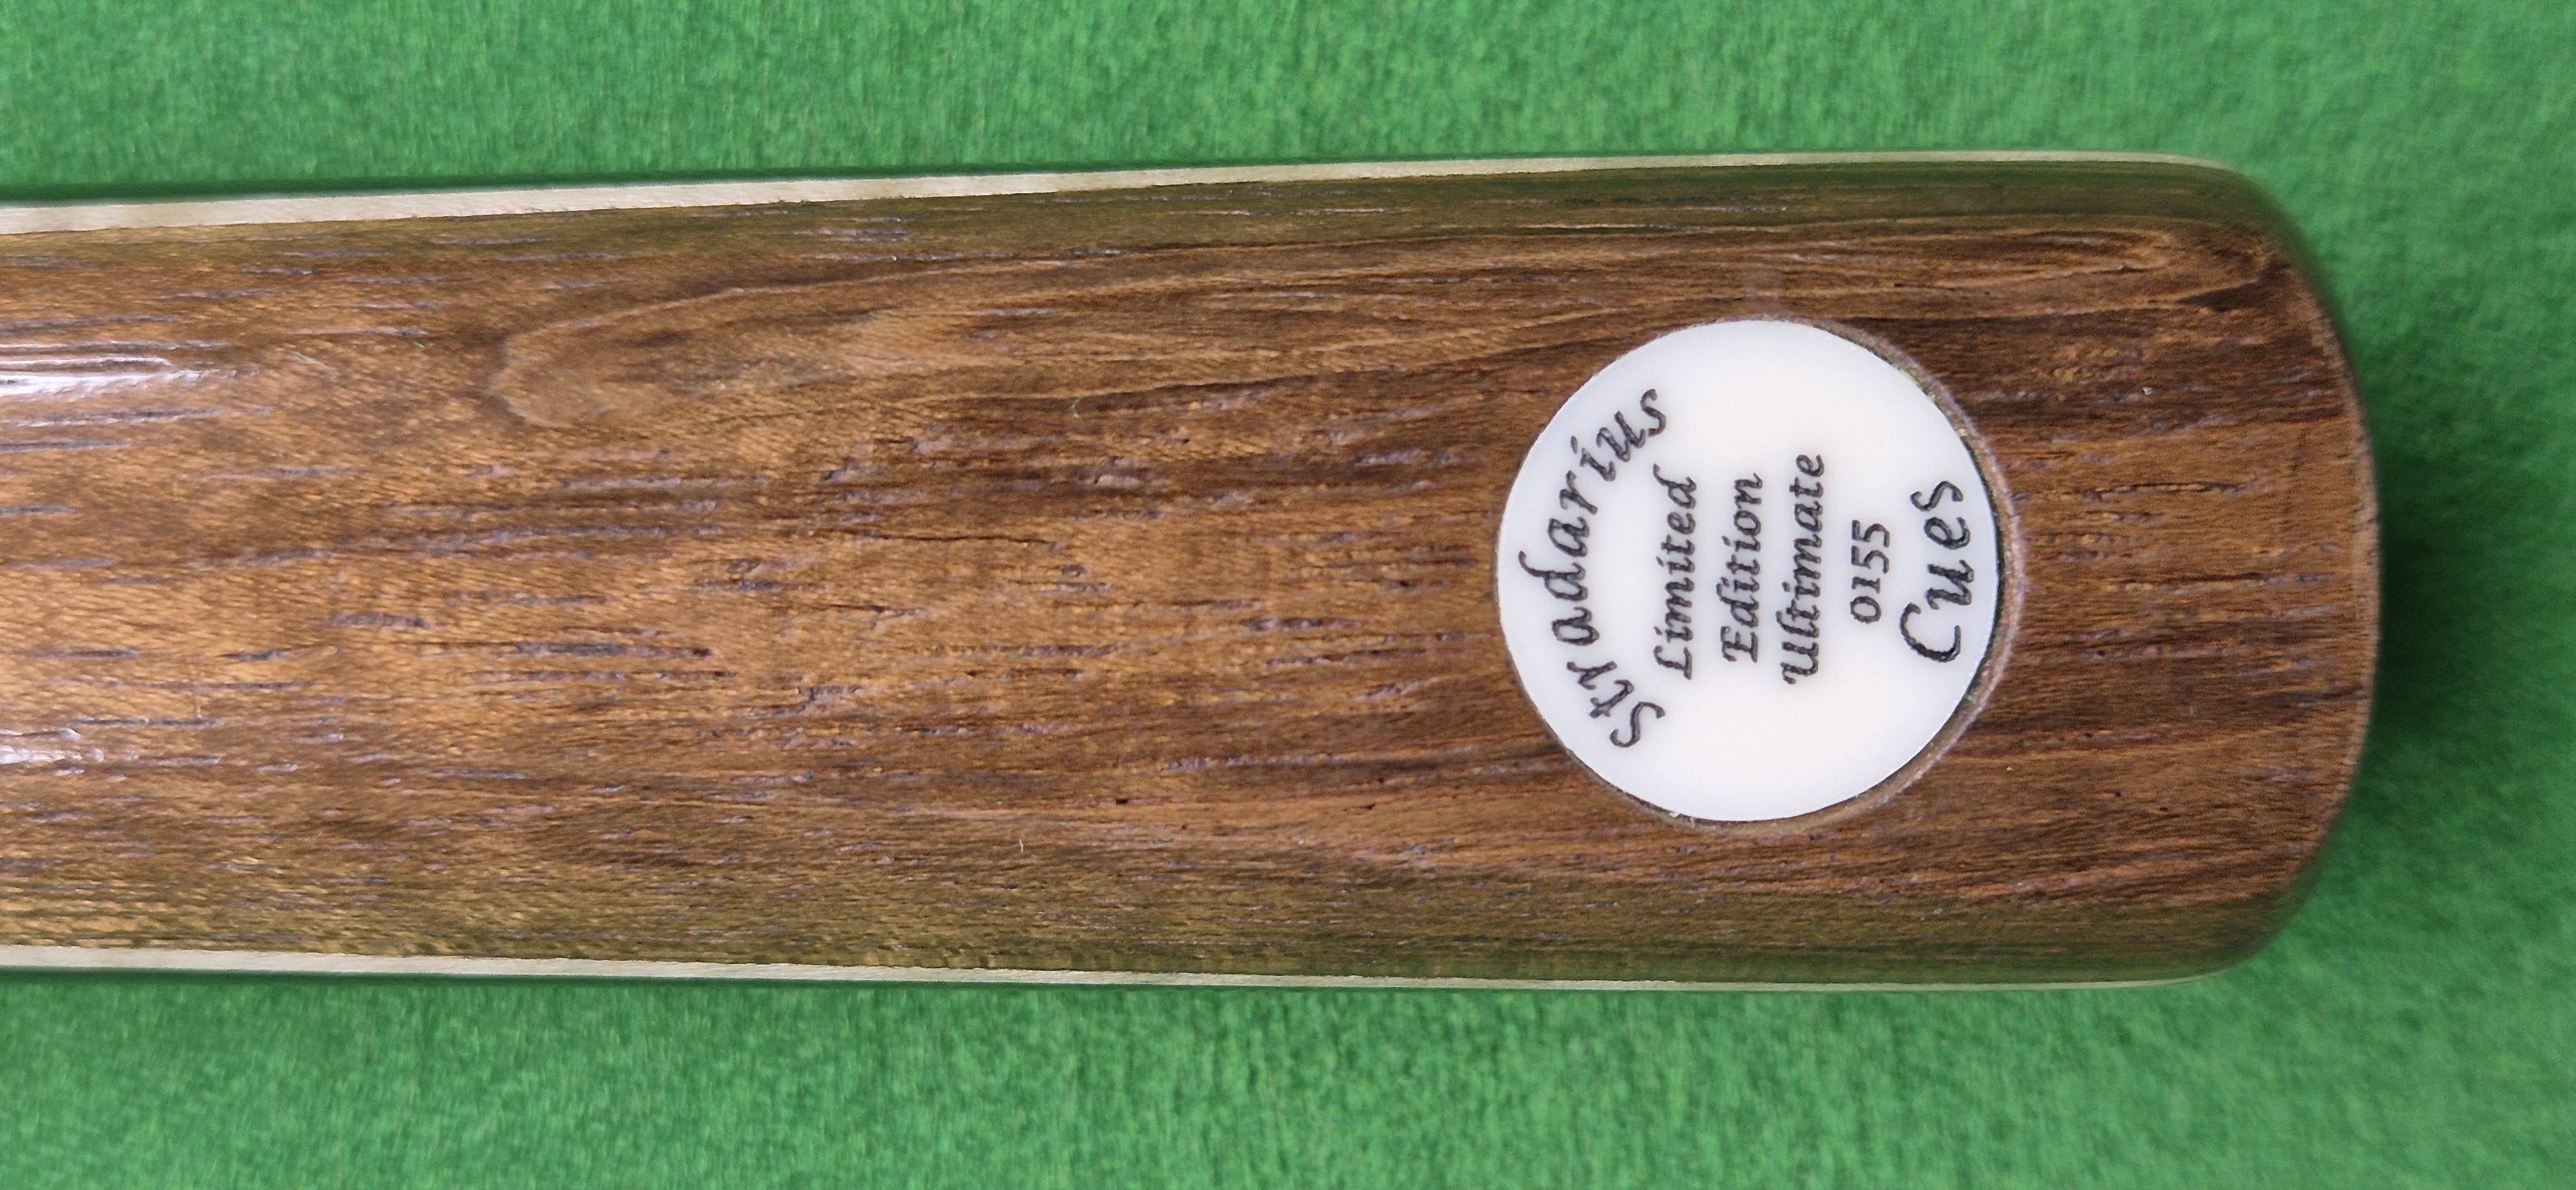 Stradarius
Limited
Edition
Ultimate
0155
Cues